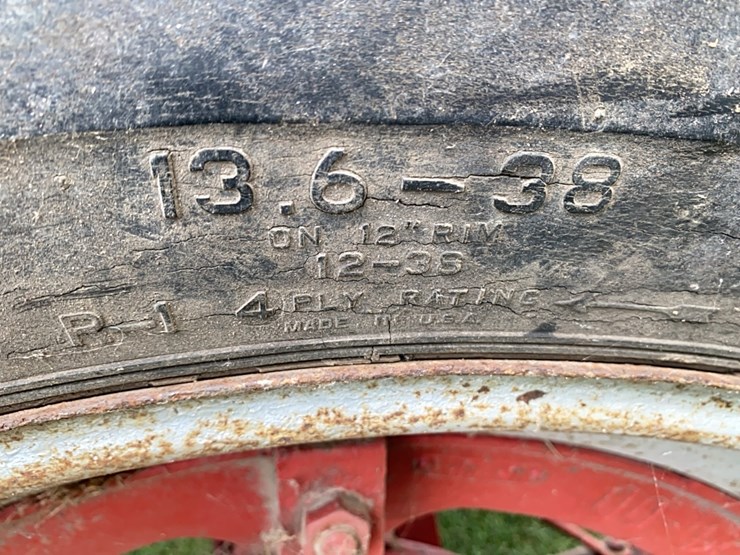 13.6-38
ON 12" RIM
12-38
R-1 4 PLY RATING
MADE IN U.S.A.